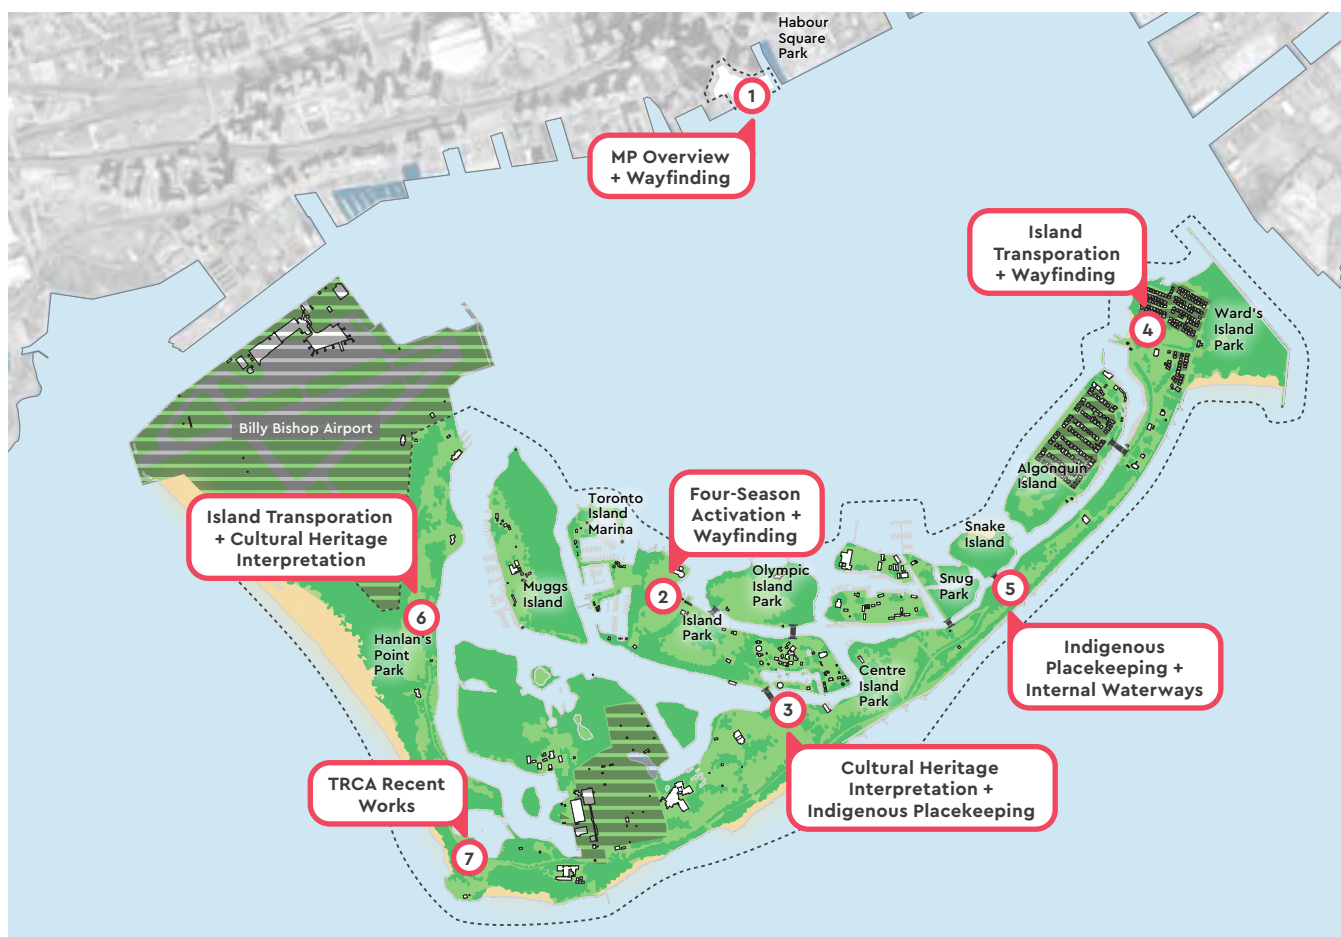 Habour
Square
Park
1
MP Overview
+ Wayfinding
Island
Transporation
+ Wayfinding
4
Ward's
Island
Park
Billy Bishop Airport
Algonquin
Island
Island Transporation
+ Cultural Heritage
Interpretation
6
Hanlan's
Point
Park
Toronto
Island
Marina
Muggs
Island
Four-Season
Activation +
Wayfinding
2
Island
Park
Olympic
Island
Park
Snake
Island
Snug
Park
5
Indigenous
Placekeeping +
Internal Waterways
Centre
Island
Park
3
Cultural Heritage
Interpretation +
Indigenous Placekeeping
TRCA Recent
Works
7